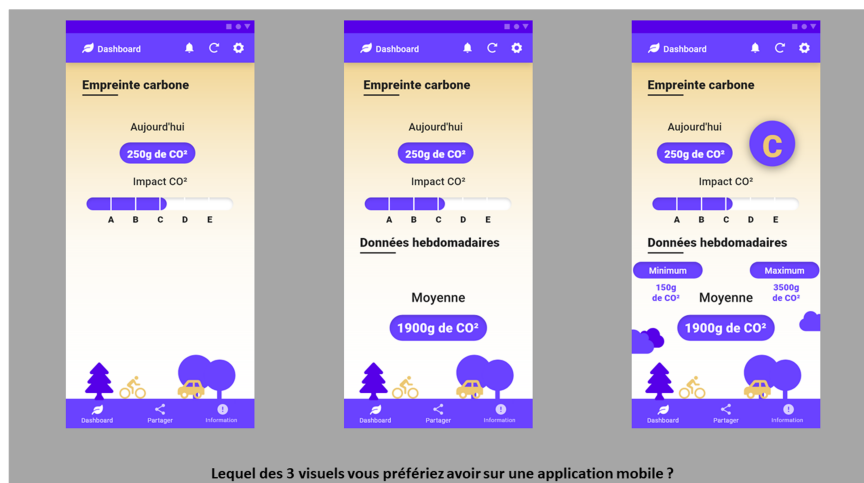 Dashboard
Empreinte carbone
Aujourd'hui
250g de CO²
Impact CO²
A B C D E
Dashboard Partager Information
Dashboard
Empreinte carbone
Aujourd'hui
250g de CO²
Impact CO²
A B C D E
Données hebdomadaires
Moyenne
1900g de CO²
Dashboard Partager Information
Dashboard
Empreinte carbone
Aujourd'hui
250g de CO²
C
Impact CO²
A B C D E
Données hebdomadaires
Minimum Maximum
150g 3500g
de CO² Moyenne de CO²
1900g de CO²
Dashboard Partager Information
Lequel des 3 visuels vous préfériez avoir sur une application mobile ?